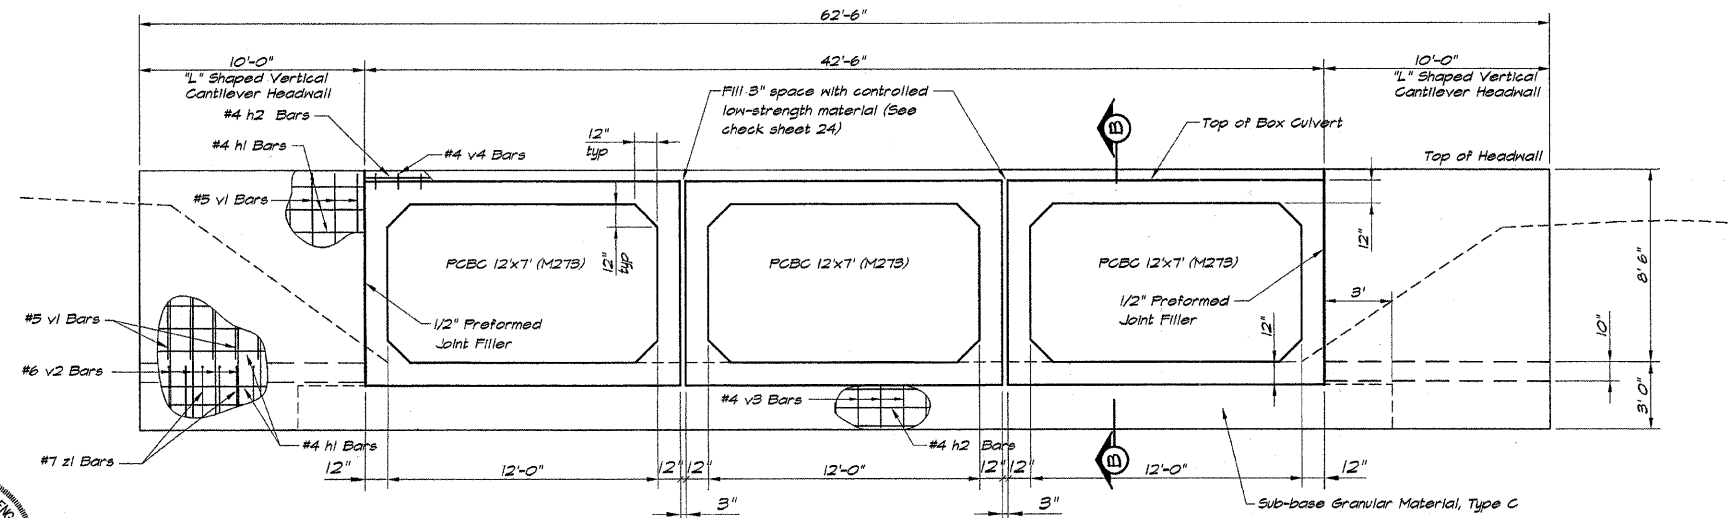 62'-6"
10'-0"
42'-6"
10'-0"
"L" Shaped Vertical
Cantilever Headwall
"L" Shaped Vertical
Cantilever Headwall
Fill 3" space with controlled
low-strength material (See
check sheet 24)
#4 h2 Bars
#4 h1 Bars
#4 v4 Bars
12"
typ
B
Top of Box Culvert
Top of Headwall
#5 v1 Bars
12"
typ
PCBC 12'x7' (M273)
PCBC 12'x7' (M273)
PCBC 12'x7' (M273)
12"
8' 6"
3'
1/2" Preformed
Joint Filler
1/2" Preformed
Joint Filler
12"
10"
#5 v1 Bars
#6 v2 Bars
#4 v3 Bars
3' 0"
#4 h1 Bars
#4 h2 Bars
#7 z1 Bars
B
12"
12'-0"
12"
12"
12'-0"
12"
12"
12'-0"
12"
3"
3"
Sub-base Granular Material, Type C